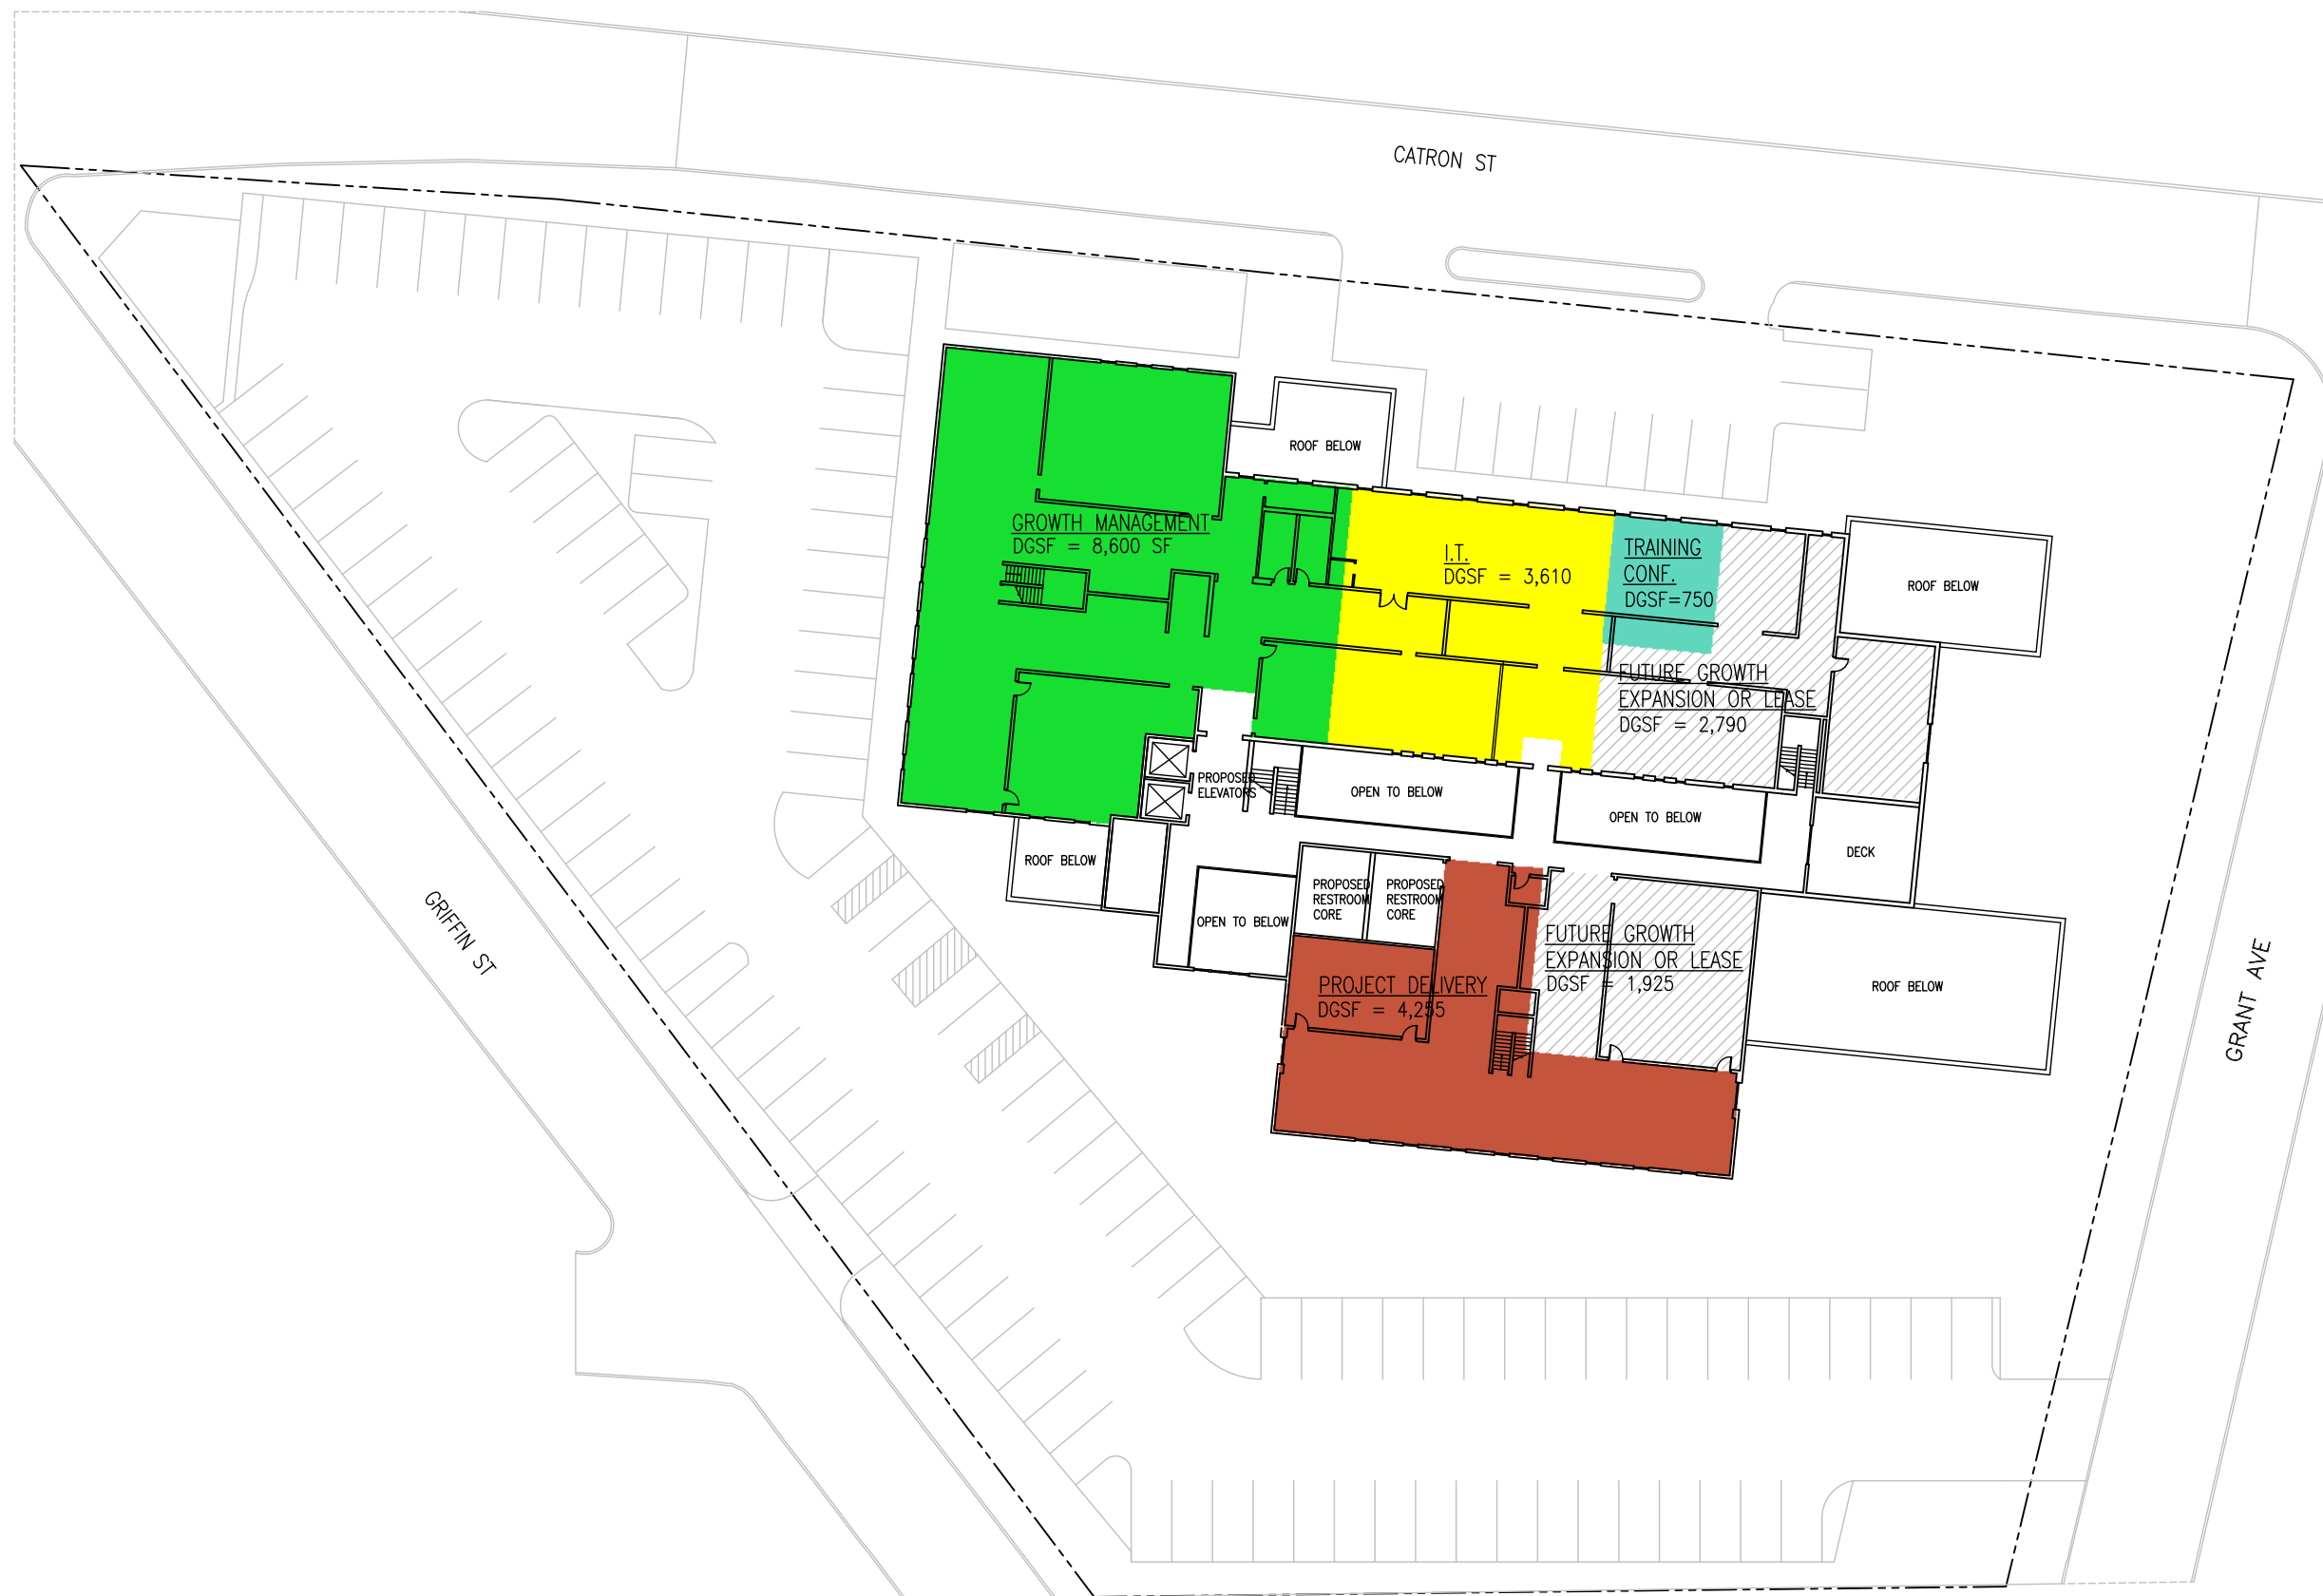 CATRON ST
ROOF BELOW
GROWTH MANAGEMENT
DGSF = 8,600 SF
I.T.
DGSF = 3,610
TRAINING
CONF.
DGSF=750
ROOF BELOW
FUTURE GROWTH
EXPANSION OR LEASE
DGSF = 2,790
PROPOSED
ELEVATORS
OPEN TO BELOW
OPEN TO BELOW
DECK
ROOF BELOW
PROPOSED
RESTROOM
CORE
PROPOSED
RESTROOM
CORE
OPEN TO BELOW
FUTURE GROWTH
EXPANSION OR LEASE
DGSF = 1,925
PROJECT DELIVERY
DGSF = 4,255
ROOF BELOW
GRIFFIN ST
GRANT AVE